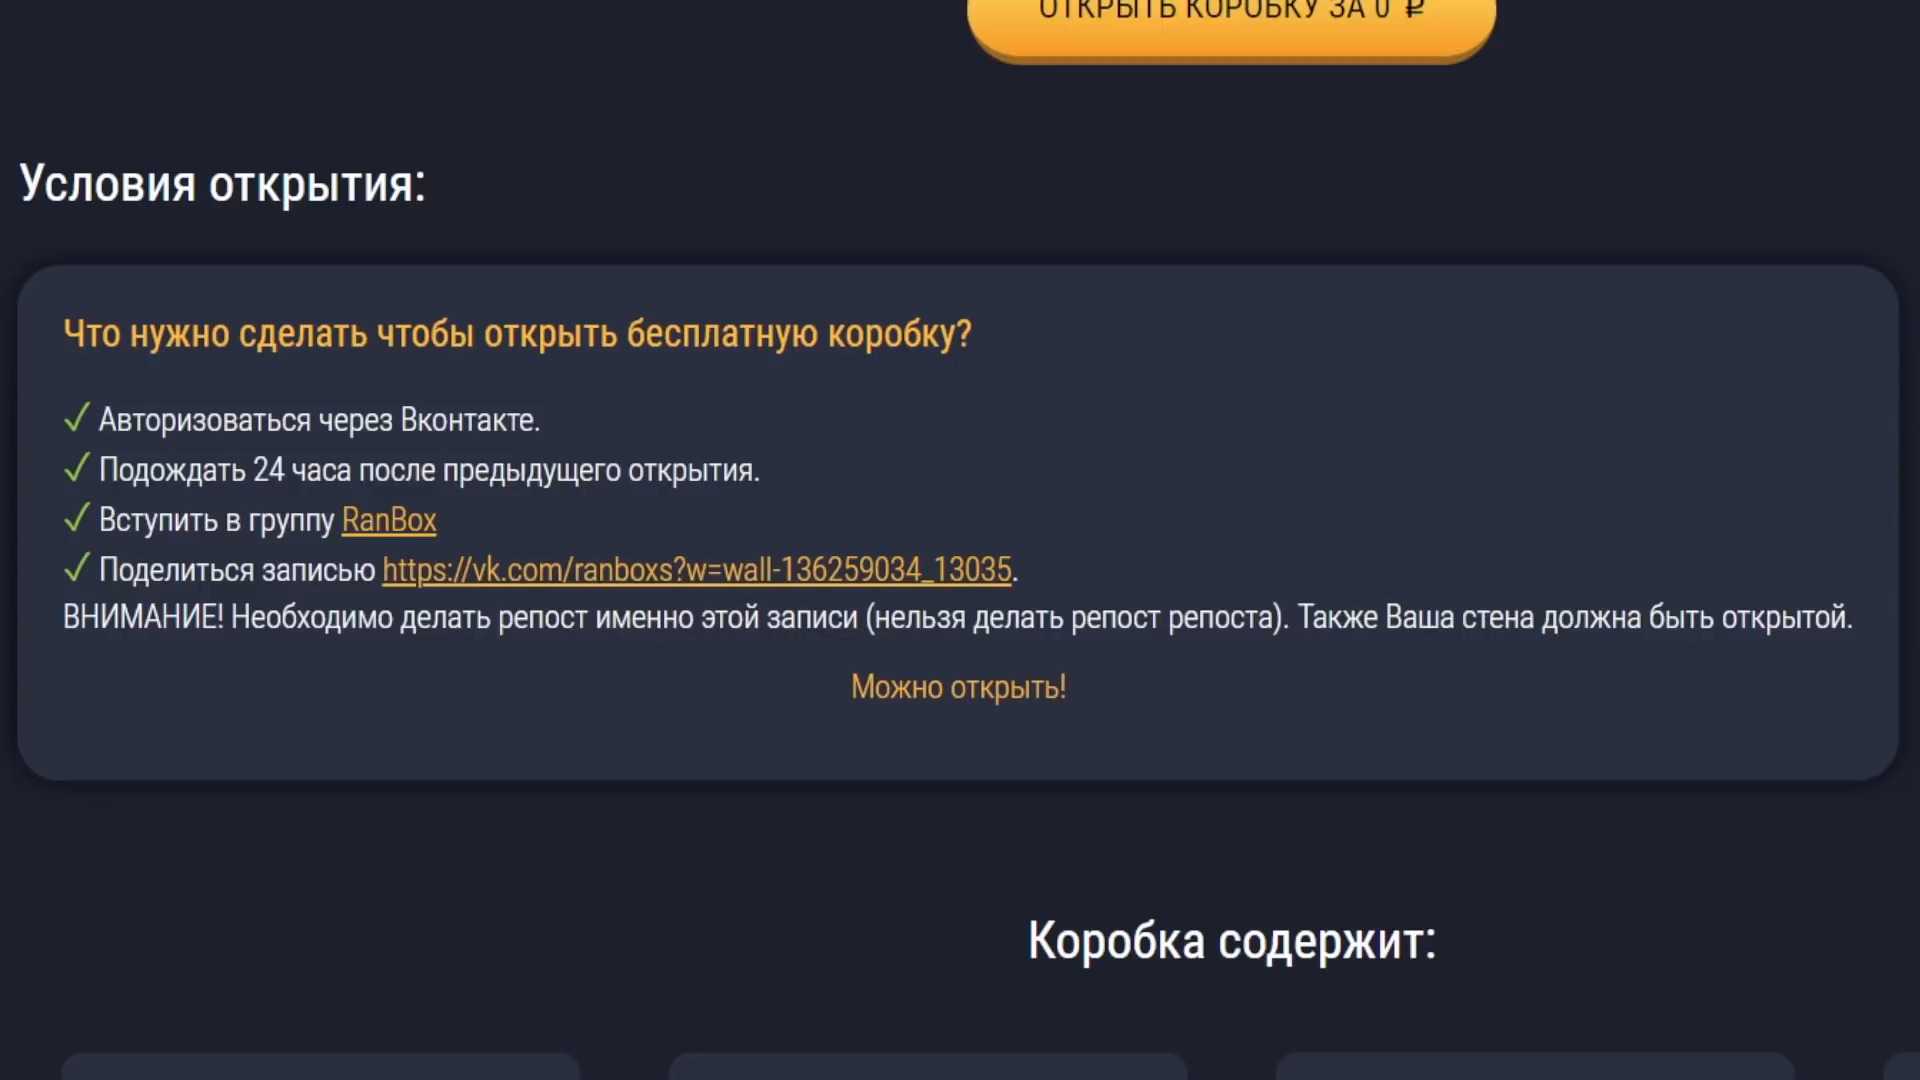 ОТКРЫТЬ КОРОБКУ ЗА 0 ₽
Условия открытия:
Что нужно сделать чтобы открыть бесплатную коробку?
✓ Авторизоваться через Вконтакте.
✓ Подождать 24 часа после предыдущего открытия.
✓ Вступить в группу RanBox
✓ Поделиться записью https://vk.com/ranboxs?w=wall-136259034_13035.
ВНИМАНИЕ! Необходимо делать репост именно этой записи (нельзя делать репост репоста). Также Ваша стена должна быть открытой.
Можно открыть!
Коробка содержит: